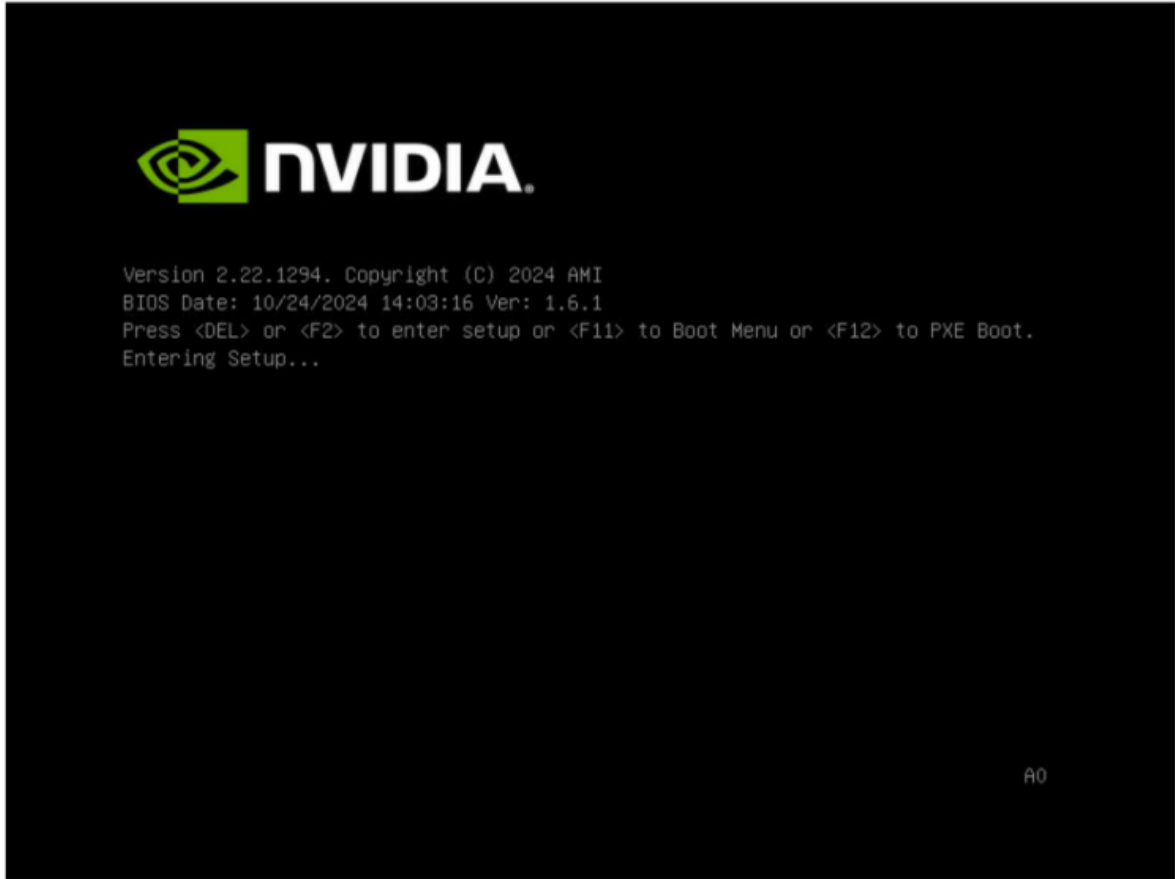 NVIDIA.
Version 2.22.1294. Copyright (C) 2024 AMI
BIOS Date: 10/24/2024 14:03:16 Ver: 1.6.1
Press <DEL> or <F2> to enter setup or <F11> to Boot Menu or <F12> to PXE Boot.
Entering Setup...
A0